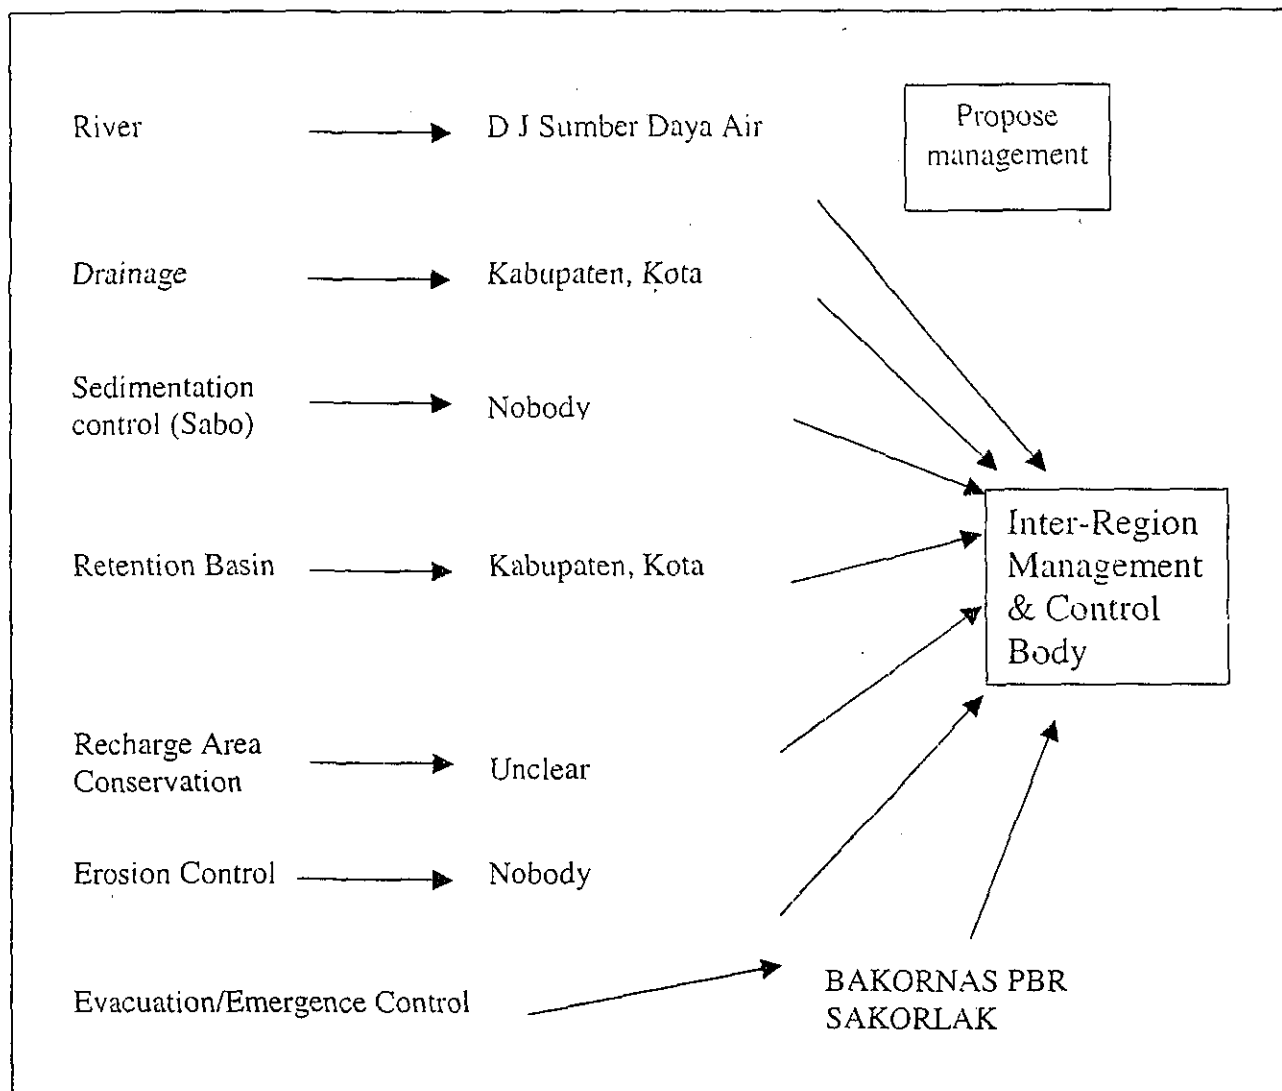 River
D J Sumber Daya Air
Propose
management
Drainage
Kabupaten, Kota
Sedimentation
control (Sabo)
Nobody
Retention Basin
Kabupaten, Kota
Inter-Region
Management
& Control
Body
Recharge Area
Conservation
Unclear
Erosion Control
Nobody
Evacuation/Emergence Control
BAKORNAS PBR
SAKORLAK